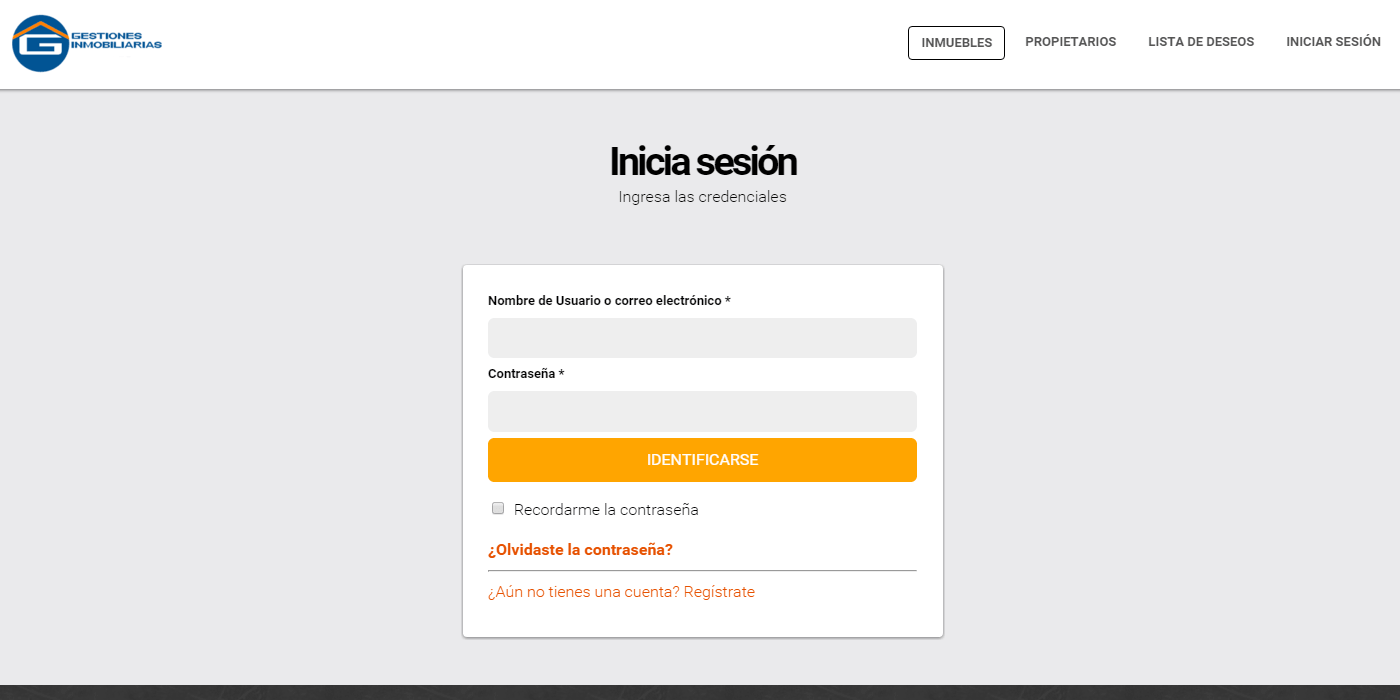 GESTIONES
INMOBILIARIAS
INMUEBLES
PROPIETARIOS
LISTA DE DESEOS
INICIAR SESIÓN
Inicia sesión
Ingresa las credenciales
Nombre de Usuario o correo electrónico *
Contraseña *
IDENTIFICARSE
Recordarme la contraseña
¿Olvidaste la contraseña?
¿Aún no tienes una cuenta? Regístrate